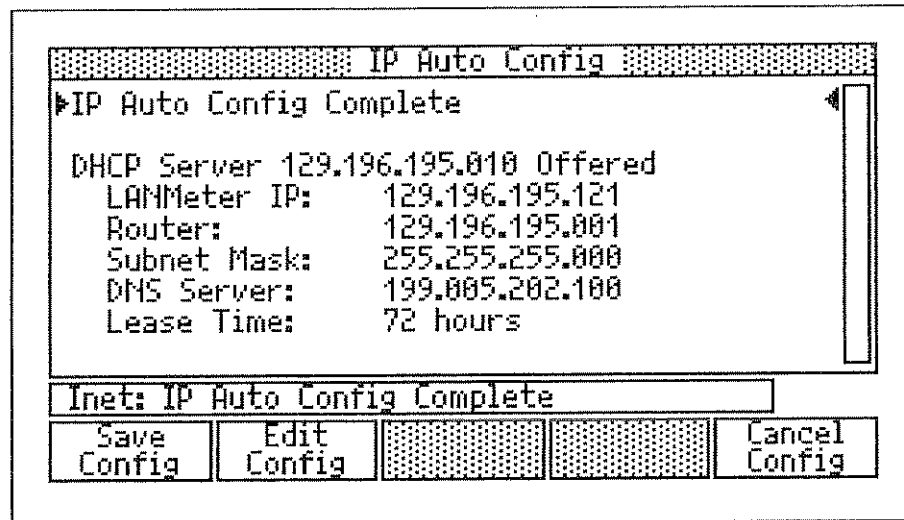 IP Auto Config
IP Auto Config Complete
DHCP Server 129.196.195.010 Offered
LANMeter IP: 129.196.195.121
Router: 129.196.195.001
Subnet Mask: 255.255.255.000
DNS Server: 199.005.202.100
Lease Time: 72 hours
Inet: IP Auto Config Complete
Save Config
Edit Config
Cancel Config